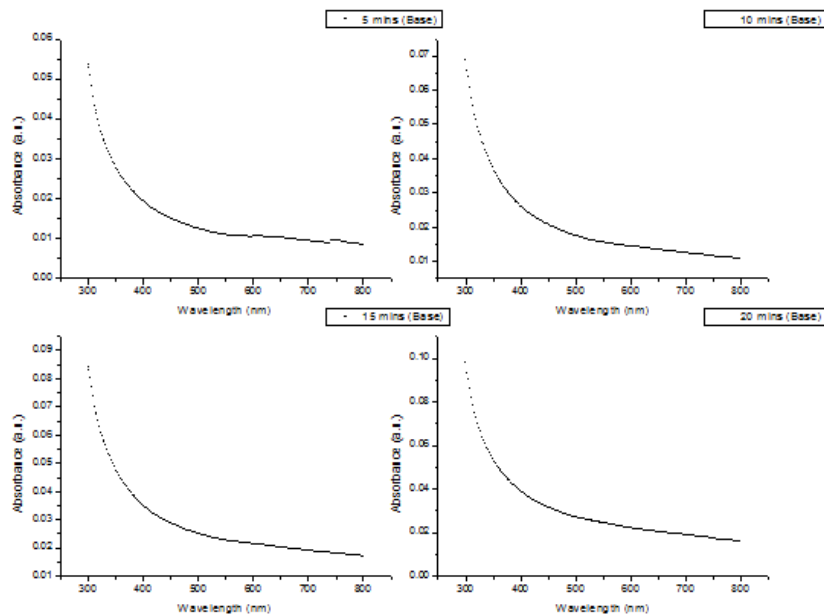 5 mins (Base)
10 mins (Base)
0.06
0.05
0.04
0.03
0.02
0.01
0.00
Absorbance (a.u.)
300 400 500 600 700 800
Wavelength (nm)
0.07
0.06
0.05
0.04
0.03
0.02
0.01
Absorbance (a.u.)
300 400 500 600 700 800
Wavelength (nm)
15 mins (Base)
20 mins (Base)
0.09
0.08
0.07
0.06
0.05
0.04
0.03
0.02
0.01
Absorbance (a.u.)
300 400 500 600 700 800
Wavelength (nm)
0.10
0.08
0.06
0.04
0.02
0.00
Absorbance (a.u.)
300 400 500 600 700 800
Wavelength (nm)